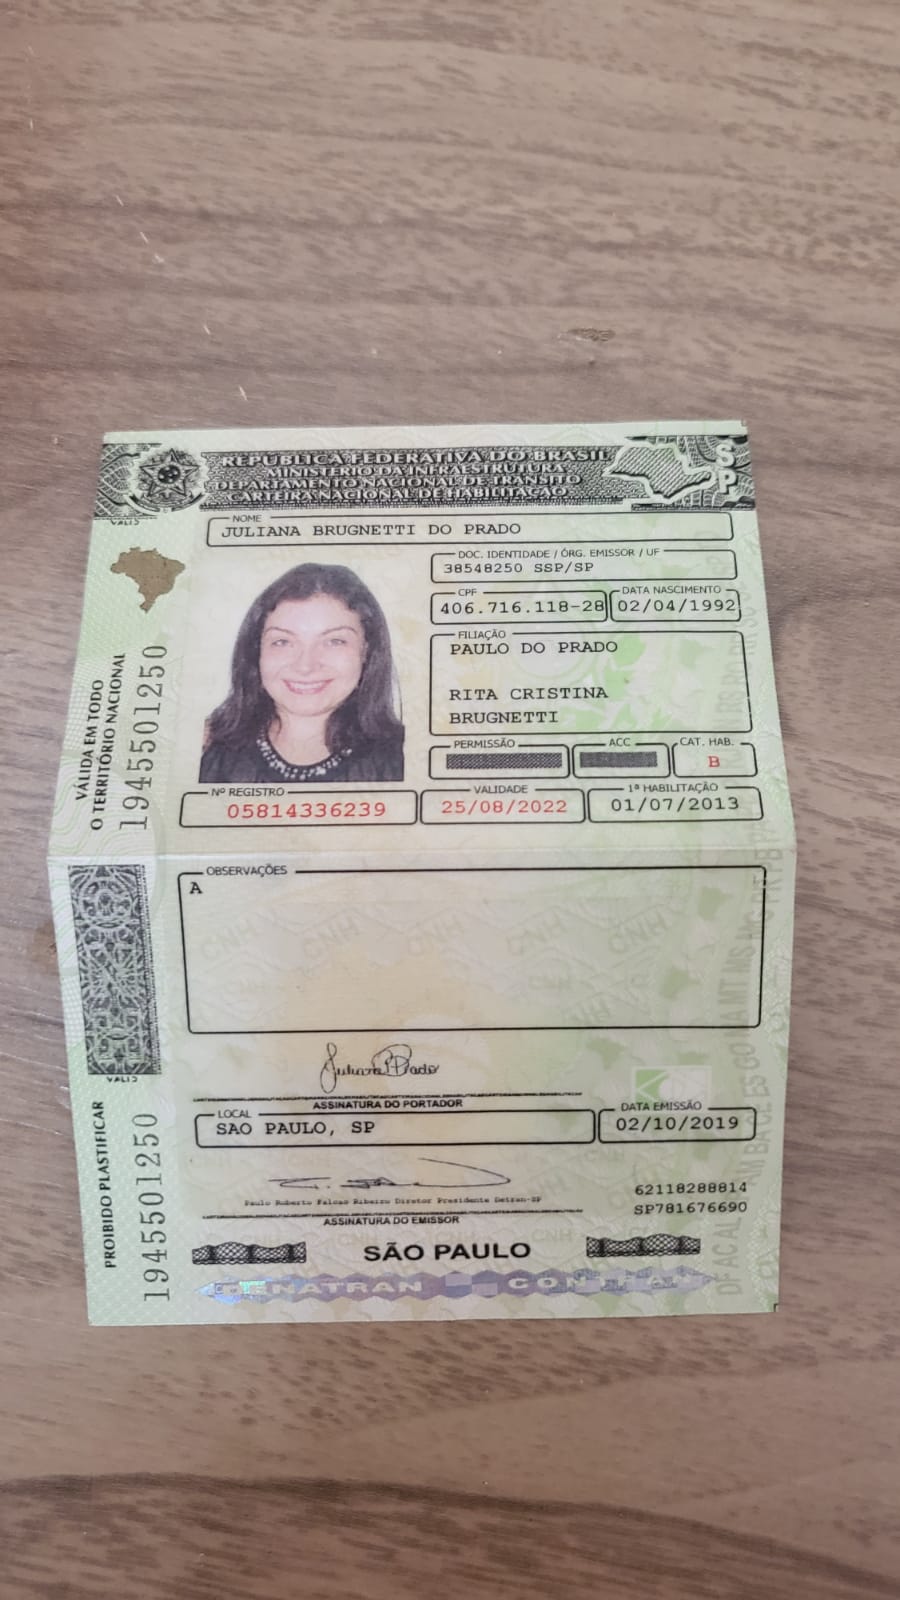 REPÚBLICA FEDERATIVA DO BRASIL
MINISTÉRIO DA INFRAESTRUTURA
DEPARTAMENTO NACIONAL DE TRÂNSITO
CARTEIRA NACIONAL DE HABILITAÇÃO
SP
VALID
NOME
JULIANA BRUGNETTI DO PRADO
DOC. IDENTIDADE / ÓRG. EMISSOR / UF
38548250 SSP/SP
CPF
406.716.118-28
DATA NASCIMENTO
02/04/1992
FILIAÇÃO
PAULO DO PRADO
RITA CRISTINA
BRUGNETTI
PERMISSÃO
ACC
CAT. HAB.
B
Nº REGISTRO
05814336239
VALIDADE
25/08/2022
1ª HABILITAÇÃO
01/07/2013
VÁLIDA EM TODO
O TERRITÓRIO NACIONAL
1945501250
OBSERVAÇÕES
A
VALID
Juliana B Prado
ASSINATURA DO PORTADOR
LOCAL
SAO PAULO, SP
DATA EMISSÃO
02/10/2019
Paulo Roberto Falcao Ribeiro Diretor Presidente Detran-SP
ASSINATURA DO EMISSOR
62118288814
SP781676690
PROIBIDO PLASTIFICAR
1945501250
SÃO PAULO
DENATRAN CONTRAN